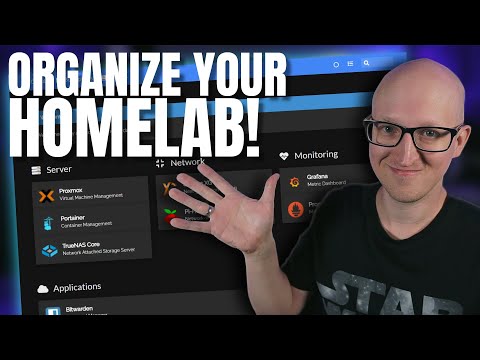 ORGANIZE YOUR
HOMELAB!
Server
Network
Monitoring
Proxmox
Virtual Machine Management
Portainer
Container Management
TrueNAS Core
Network Attached Storage Server
Grafana
Metric Dashboard
Applications
Bitwarden
STAR